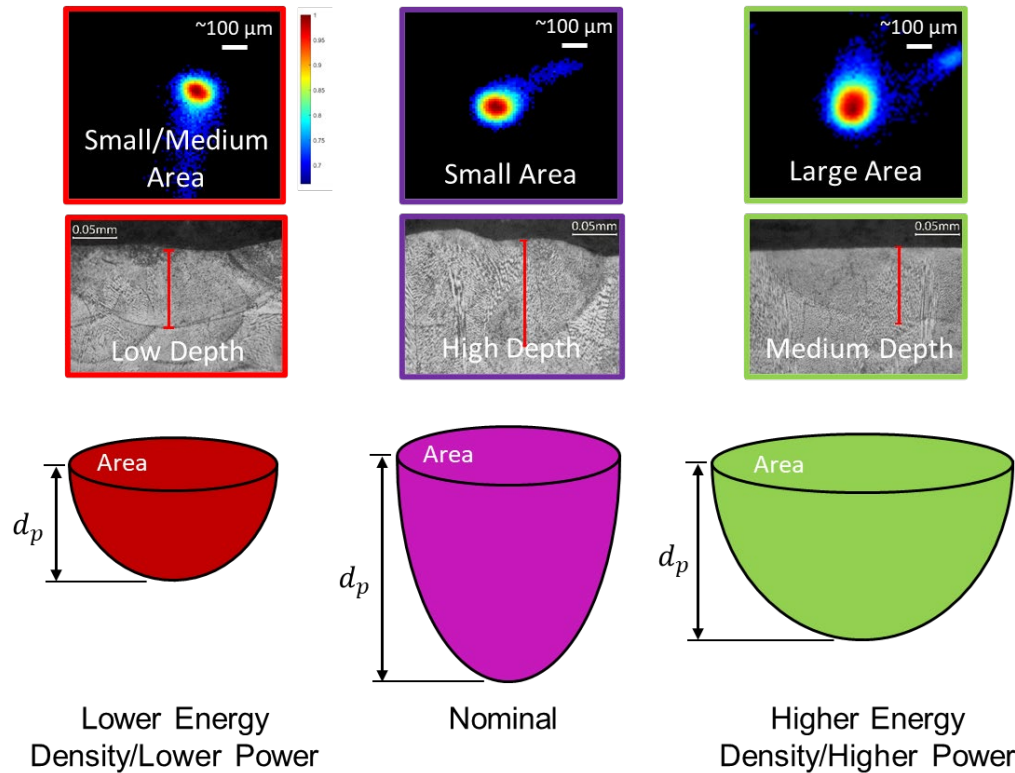 ~100 µm
1
0.95
0.9
0.85
0.8
0.75
0.7
Small/Medium
Area
~100 µm
Small Area
~100 µm
Large Area
0.05mm
Low Depth
0.05mm
High Depth
0.05mm
Medium Depth
Area
d_p
Area
d_p
Area
d_p
Lower Energy
Density/Lower Power
Nominal
Higher Energy
Density/Higher Power